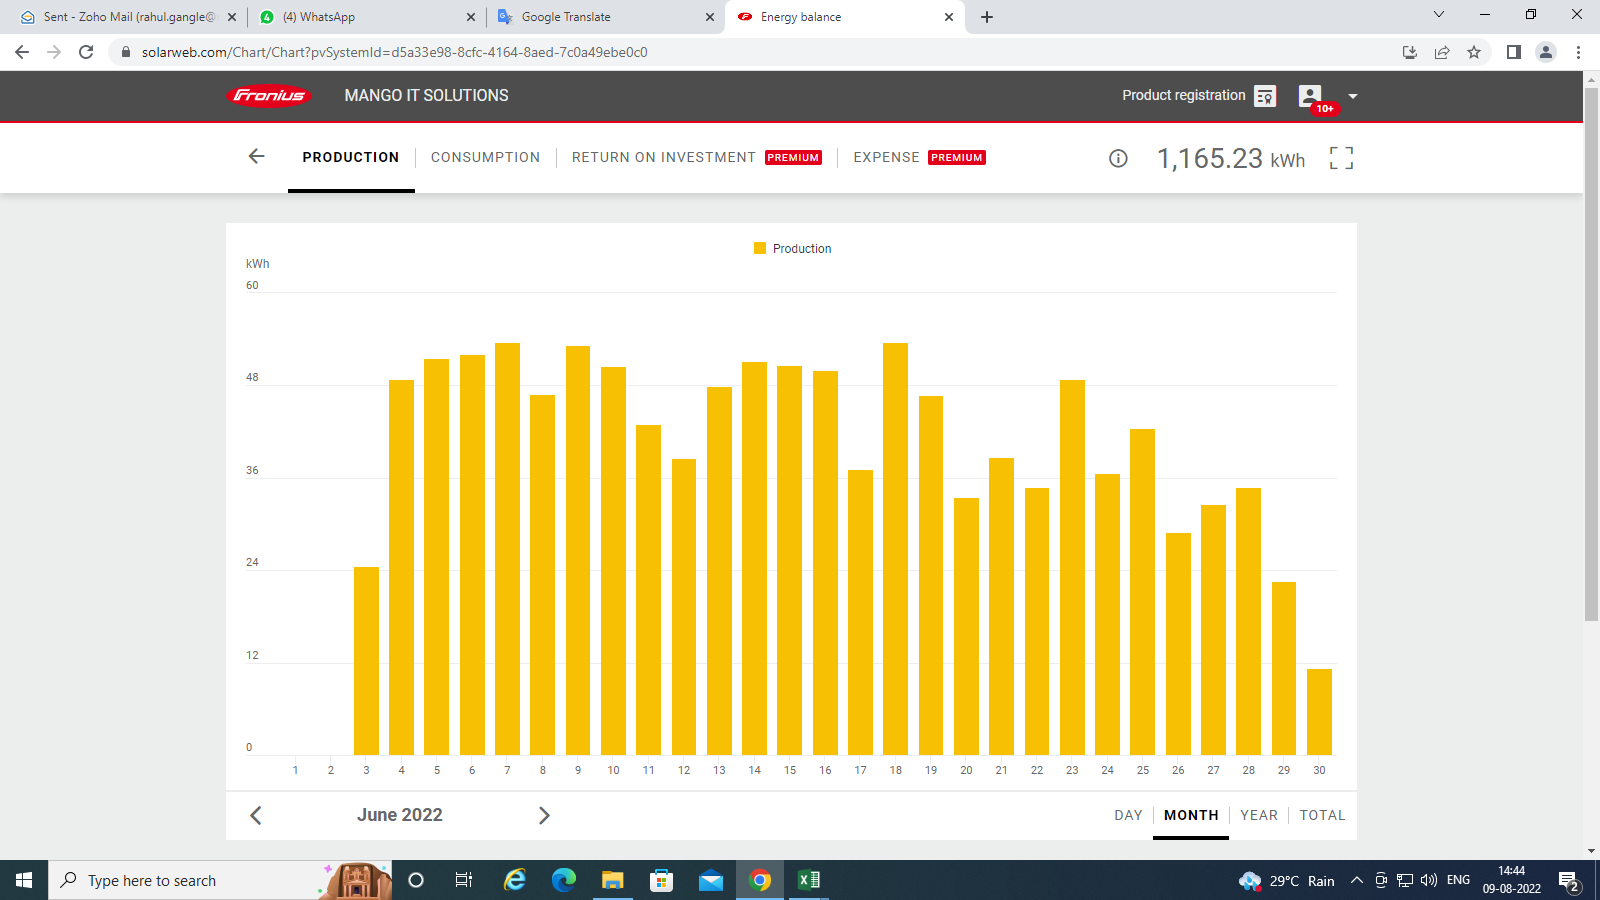 Sent - Zoho Mail (rahul.gangle@
(4) WhatsApp
Google Translate
Energy balance
solarweb.com/Chart/Chart?pvSystemId=d5a33e98-8cfc-4164-8aed-7c0a49ebe0c0
Fronius
MANGO IT SOLUTIONS
Product registration
10+
PRODUCTION
CONSUMPTION
RETURN ON INVESTMENT PREMIUM
EXPENSE PREMIUM
1,165.23 kWh
Production
kWh
60
48
36
24
12
0
1 2 3 4 5 6 7 8 9 10 11 12 13 14 15 16 17 18 19 20 21 22 23 24 25 26 27 28 29 30
June 2022
DAY MONTH YEAR TOTAL
Type here to search
29°C Rain
ENG
14:44
09-08-2022
2